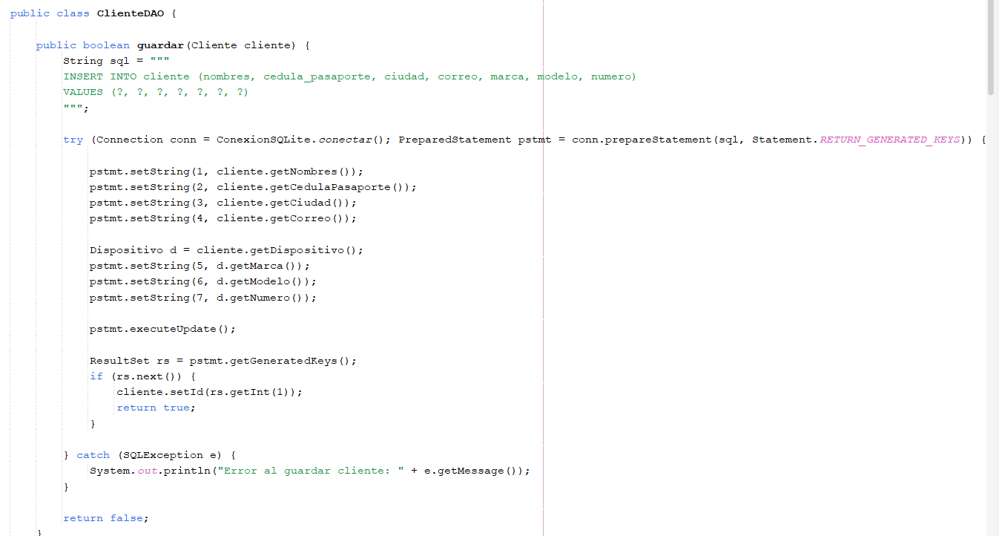 public class ClienteDAO {
public boolean guardar(Cliente cliente) {
String sql = """
INSERT INTO cliente (nombres, cedula_pasaporte, ciudad, correo, marca, modelo, numero)
VALUES (?, ?, ?, ?, ?, ?, ?)
""";
try (Connection conn = ConexionSQLite.conectar(); PreparedStatement pstmt = conn.prepareStatement(sql, Statement.RETURN_GENERATED_KEYS)) {
pstmt.setString(1, cliente.getNombres());
pstmt.setString(2, cliente.getCedulaPasaporte());
pstmt.setString(3, cliente.getCiudad());
pstmt.setString(4, cliente.getCorreo());
Dispositivo d = cliente.getDispositivo();
pstmt.setString(5, d.getMarca());
pstmt.setString(6, d.getModelo());
pstmt.setString(7, d.getNumero());
pstmt.executeUpdate();
ResultSet rs = pstmt.getGeneratedKeys();
if (rs.next()) {
cliente.setId(rs.getInt(1));
return true;
}
} catch (SQLException e) {
System.out.println("Error al guardar cliente: " + e.getMessage());
}
return false;
}